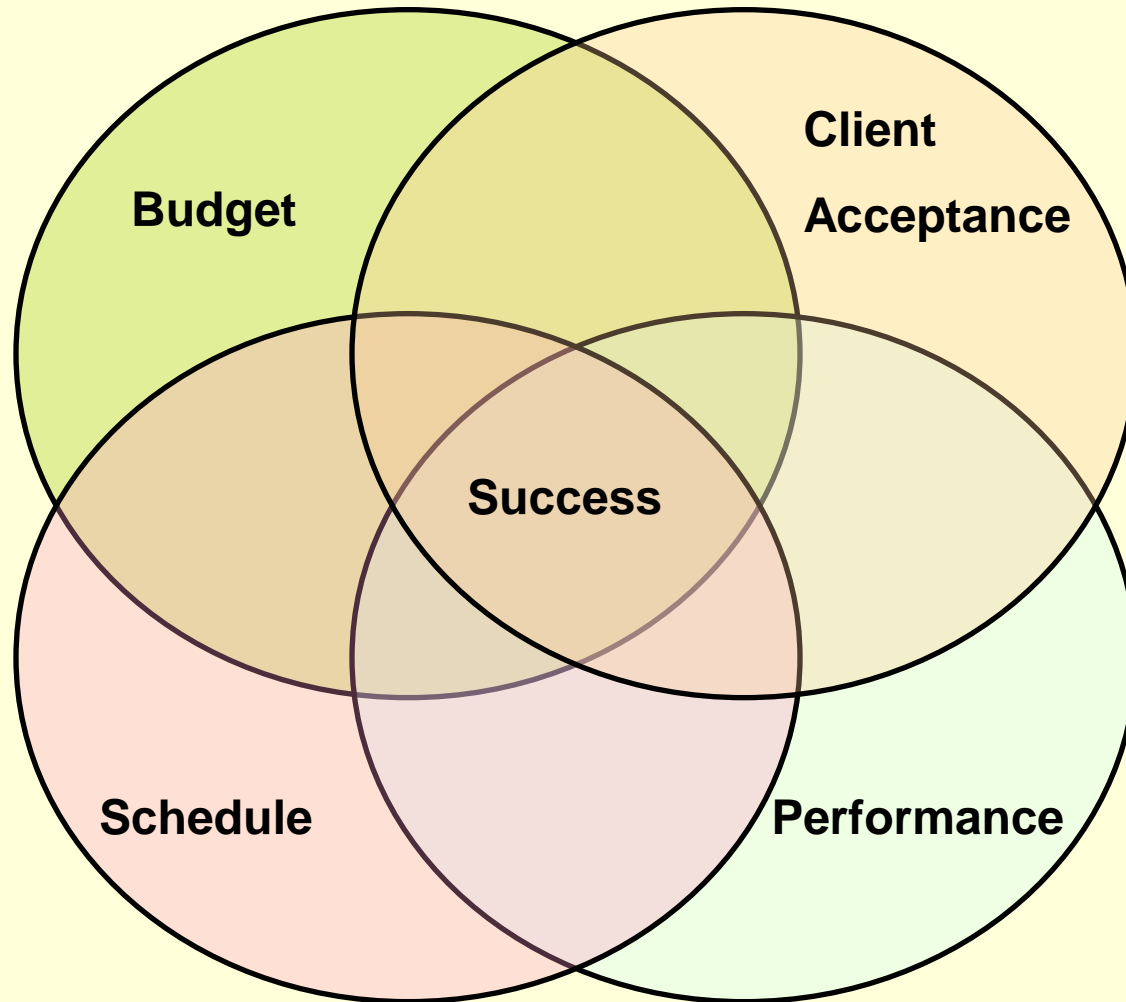 Client
Acceptance
Budget
Success
Schedule
Performance